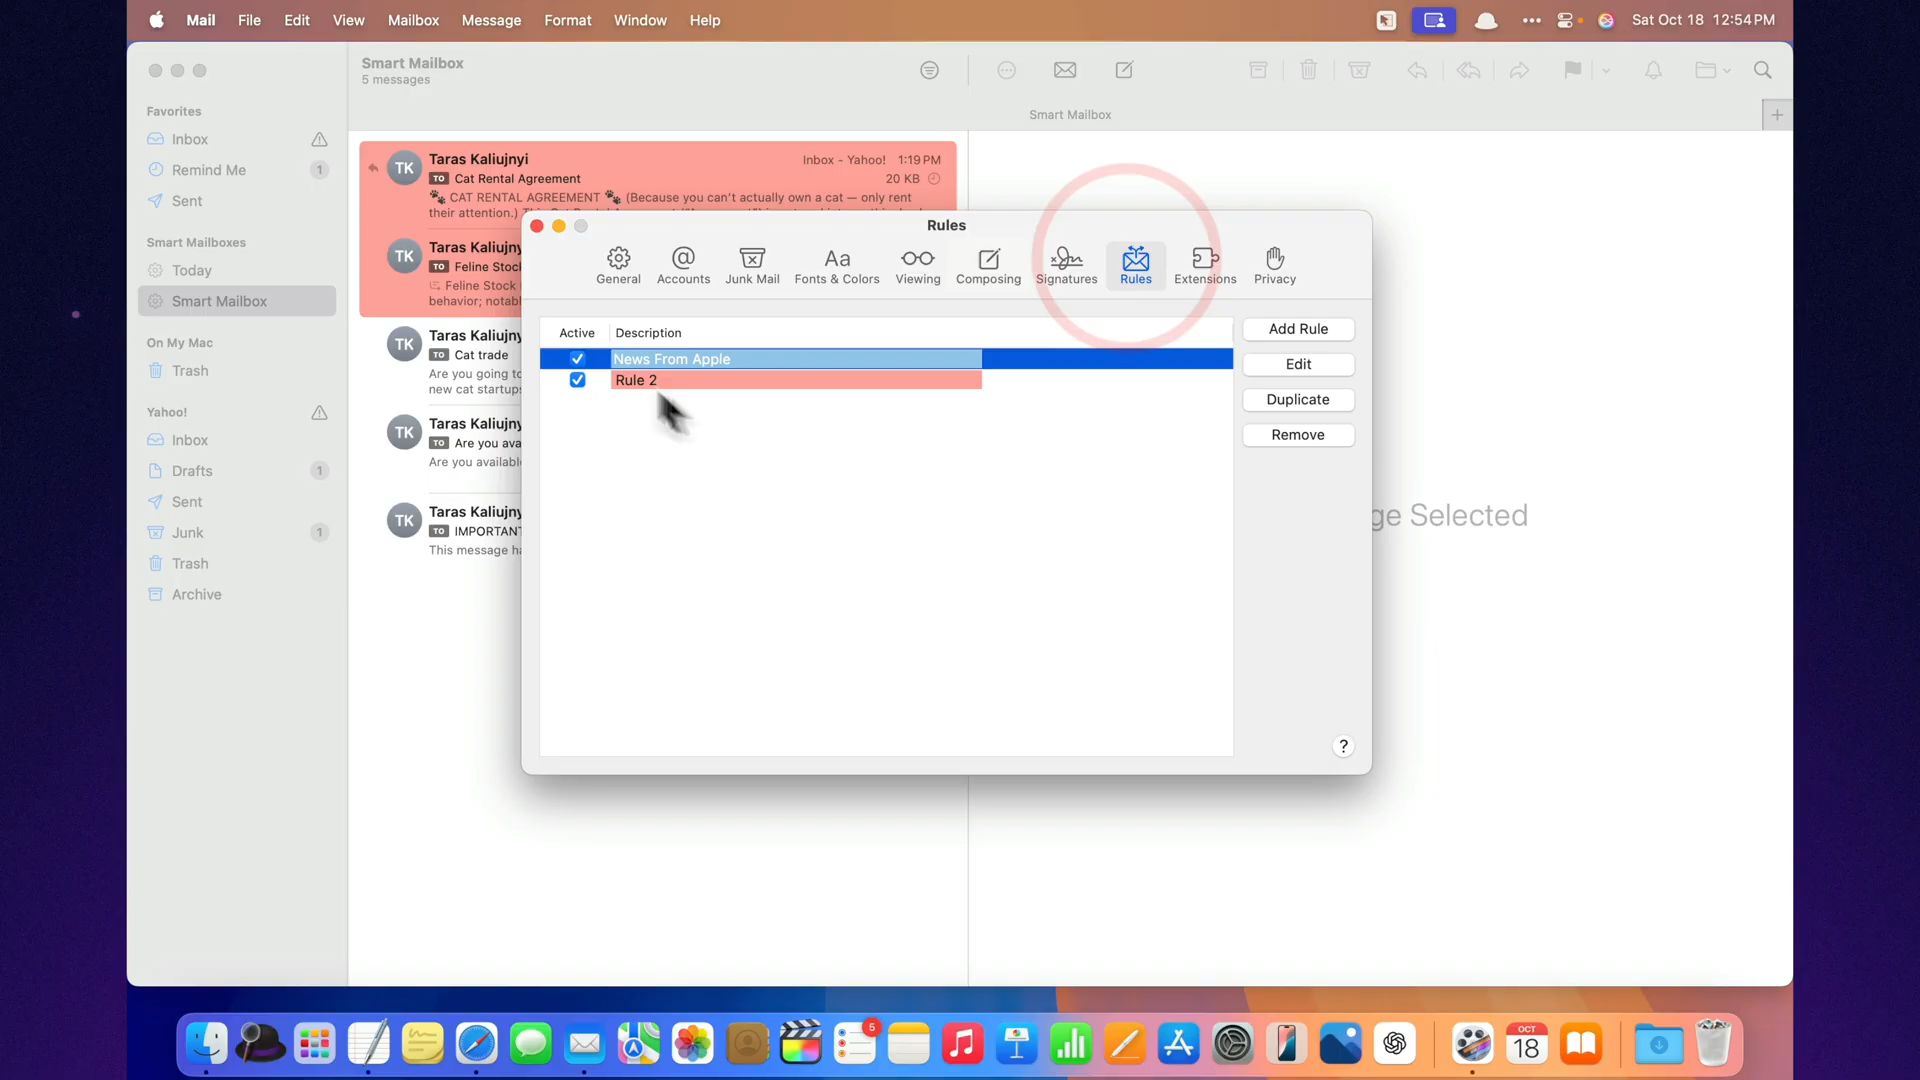 Mail File Edit View Mailbox Message Format Window Help
Sat Oct 18 12:54 PM
Smart Mailbox
5 messages
Smart Mailbox
Favorites
Inbox
Remind Me 1
Sent
Smart Mailboxes
Today
Smart Mailbox
On My Mac
Trash
Yahoo!
Inbox
Drafts 1
Sent
Junk 1
Trash
Archive
TK Taras Kaliujnyi Inbox - Yahoo! 1:19 PM
TO Cat Rental Agreement 20 KB
🐾 CAT RENTAL AGREEMENT 🐾 (Because you can't actually own a cat — only rent
their attention.)
TK Taras Kaliujny
TO Feline Stock
Feline Stock
behavior; notabl
TK Taras Kaliujny
TO Cat trade
Are you going to
new cat startups
TK Taras Kaliujny
TO Are you ava
Are you available
TK Taras Kaliujny
TO IMPORTANT
This message ha
Rules
General Accounts Junk Mail Fonts & Colors Viewing Composing Signatures Rules Extensions Privacy
Active Description
News From Apple
Rule 2
Add Rule
Edit
Duplicate
Remove
?
ge Selected
5
OCT
18